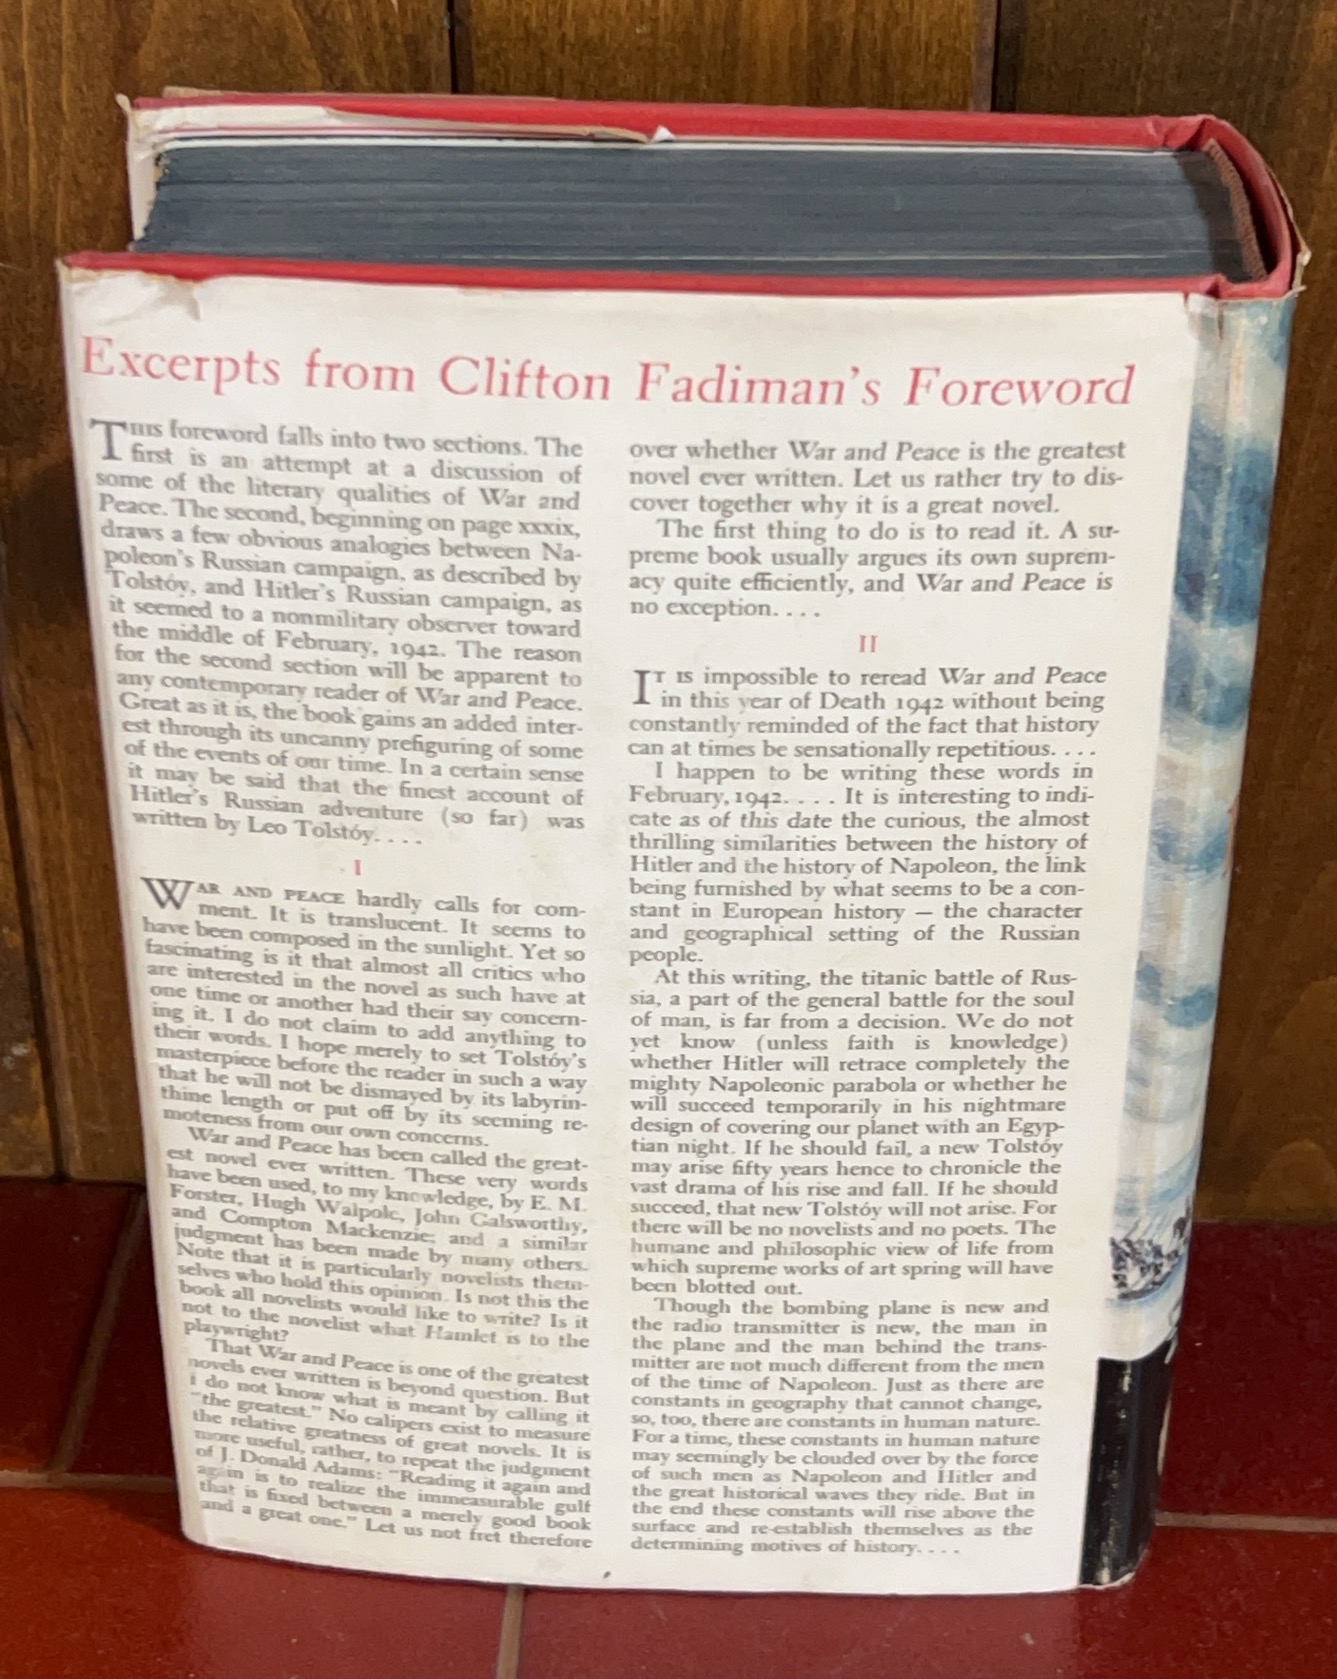 Excerpts from Clifton Fadiman's Foreword
THIS foreword falls into two sections. The
first is an attempt at a discussion of
some of the literary qualities of War and
Peace. The second, beginning on page xxxix,
draws a few obvious analogies between Na-
poleon's Russian campaign, as described by
Tolstóy, and Hitler's Russian campaign, as
it seemed to a nonmilitary observer toward
the middle of February, 1942. The reason
for the second section will be apparent to
any contemporary reader of War and Peace.
Great as it is, the book gains an added inter-
est through its uncanny prefiguring of some
of the events of our time. In a certain sense
it may be said that the finest account of
Hitler's Russian adventure (so far) was
written by Leo Tolstóy. . . .
I
WAR AND PEACE hardly calls for com-
ment. It is translucent. It seems to
have been composed in the sunlight. Yet so
fascinating is it that almost all critics who
are interested in the novel as such have at
one time or another had their say concern-
ing it. I do not claim to add anything to
their words. I hope merely to set Tolstóy's
masterpiece before the reader in such a way
that he will not be dismayed by its labyrin-
thine length or put off by its seeming re-
moteness from our own concerns.
War and Peace has been called the great-
est novel ever written. These very words
have been used, to my knowledge, by E. M.
Forster, Hugh Walpole, John Galsworthy,
and Compton Mackenzie; and a similar
judgment has been made by many others.
Note that it is particularly novelists them-
selves who hold this opinion. Is not this the
book all novelists would like to write? Is it
not to the novelist what Hamlet is to the
playwright?
That War and Peace is one of the greatest
novels ever written is beyond question. But
I do not know what is meant by calling it
"the greatest." No calipers exist to measure
the relative greatness of great novels. It is
more useful, rather, to repeat the judgment
of J. Donald Adams: "Reading it again and
again is to realize the immeasurable gulf
that is fixed between a merely good book
and a great one." Let us not fret therefore
over whether War and Peace is the greatest
novel ever written. Let us rather try to dis-
cover together why it is a great novel.
The first thing to do is to read it. A su-
preme book usually argues its own suprem-
acy quite efficiently, and War and Peace is
no exception. . . .
II
IT IS impossible to reread War and Peace
in this year of Death 1942 without being
constantly reminded of the fact that history
can at times be sensationally repetitious. . . .
I happen to be writing these words in
February, 1942. . . . It is interesting to indi-
cate as of this date the curious, the almost
thrilling similarities between the history of
Hitler and the history of Napoleon, the link
being furnished by what seems to be a con-
stant in European history — the character
and geographical setting of the Russian
people.
At this writing, the titanic battle of Rus-
sia, a part of the general battle for the soul
of man, is far from a decision. We do not
yet know (unless faith is knowledge)
whether Hitler will retrace completely the
mighty Napoleonic parabola or whether he
will succeed temporarily in his nightmare
design of covering our planet with an Egyp-
tian night. If he should fail, a new Tolstóy
may arise fifty years hence to chronicle the
vast drama of his rise and fall. If he should
succeed, that new Tolstóy will not arise. For
there will be no novelists and no poets. The
humane and philosophic view of life from
which supreme works of art spring will have
been blotted out.
Though the bombing plane is new and
the radio transmitter is new, the man in
the plane and the man behind the trans-
mitter are not much different from the men
of the time of Napoleon. Just as there are
constants in geography that cannot change,
so, too, there are constants in human nature.
For a time, these constants in human nature
may seemingly be clouded over by the force
of such men as Napoleon and Hitler and
the great historical waves they ride. But in
the end these constants will rise above the
surface and re-establish themselves as the
determining motives of history. . . .